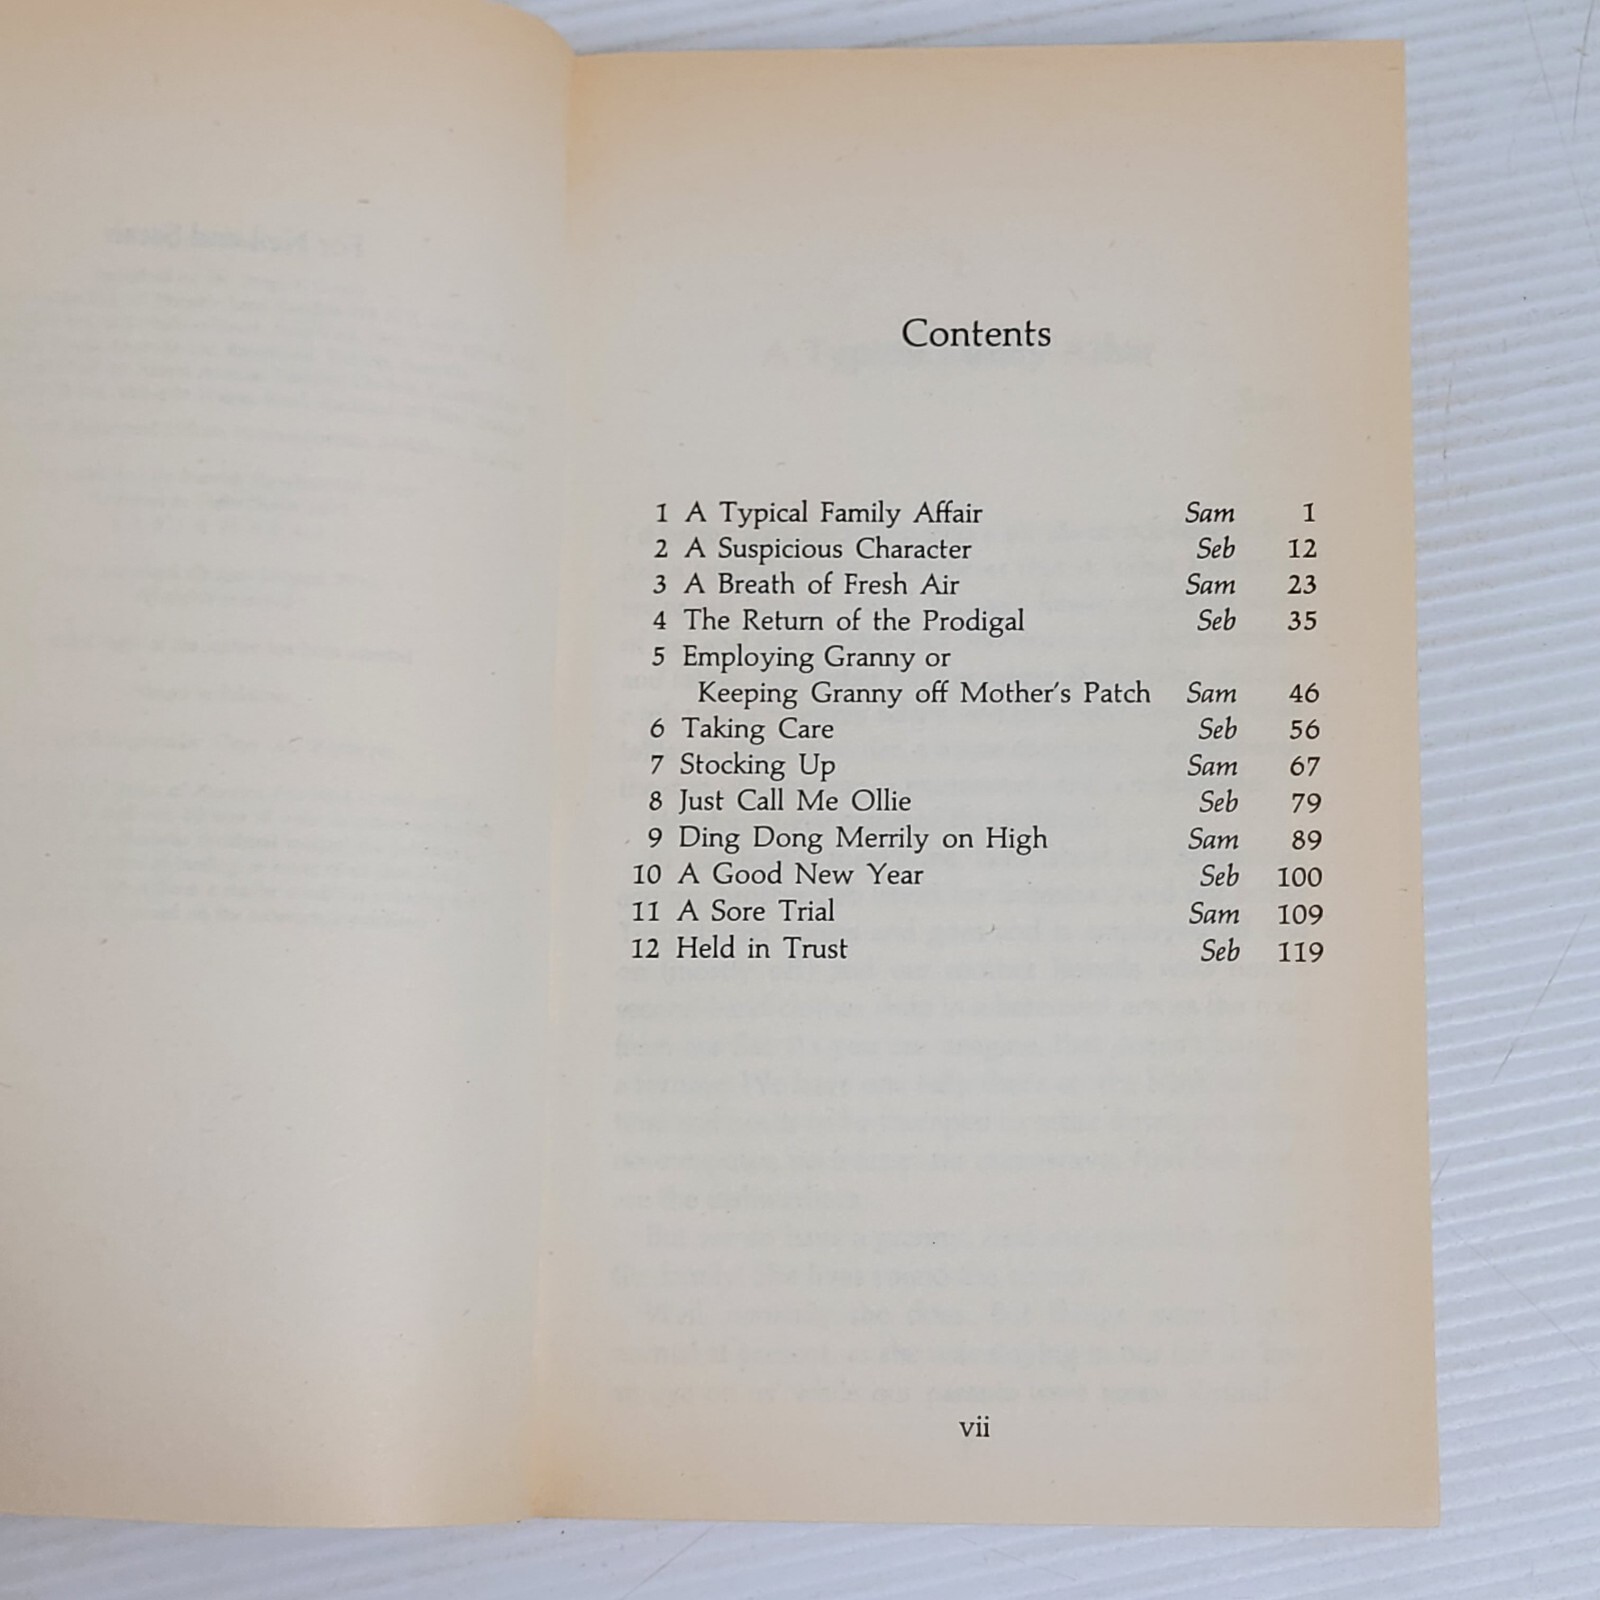 Contents
1 A Typical Family Affair Sam 1
2 A Suspicious Character Seb 12
3 A Breath of Fresh Air Sam 23
4 The Return of the Prodigal Seb 35
5 Employing Granny or
Keeping Granny off Mother's Patch Sam 46
6 Taking Care Seb 56
7 Stocking Up Sam 67
8 Just Call Me Ollie Seb 79
9 Ding Dong Merrily on High Sam 89
10 A Good New Year Seb 100
11 A Sore Trial Sam 109
12 Held in Trust Seb 119
vii